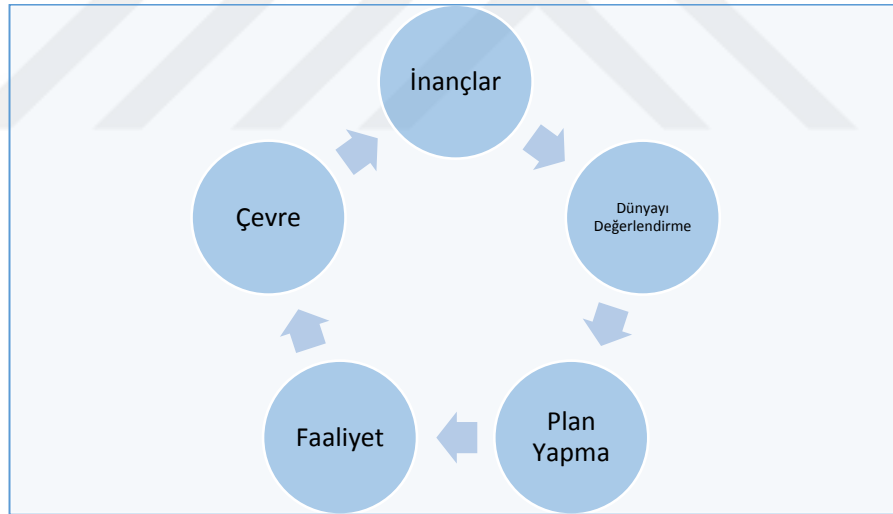 İnançlar
Dünyayı
Değerlendirme
Plan
Yapma
Faaliyet
Çevre